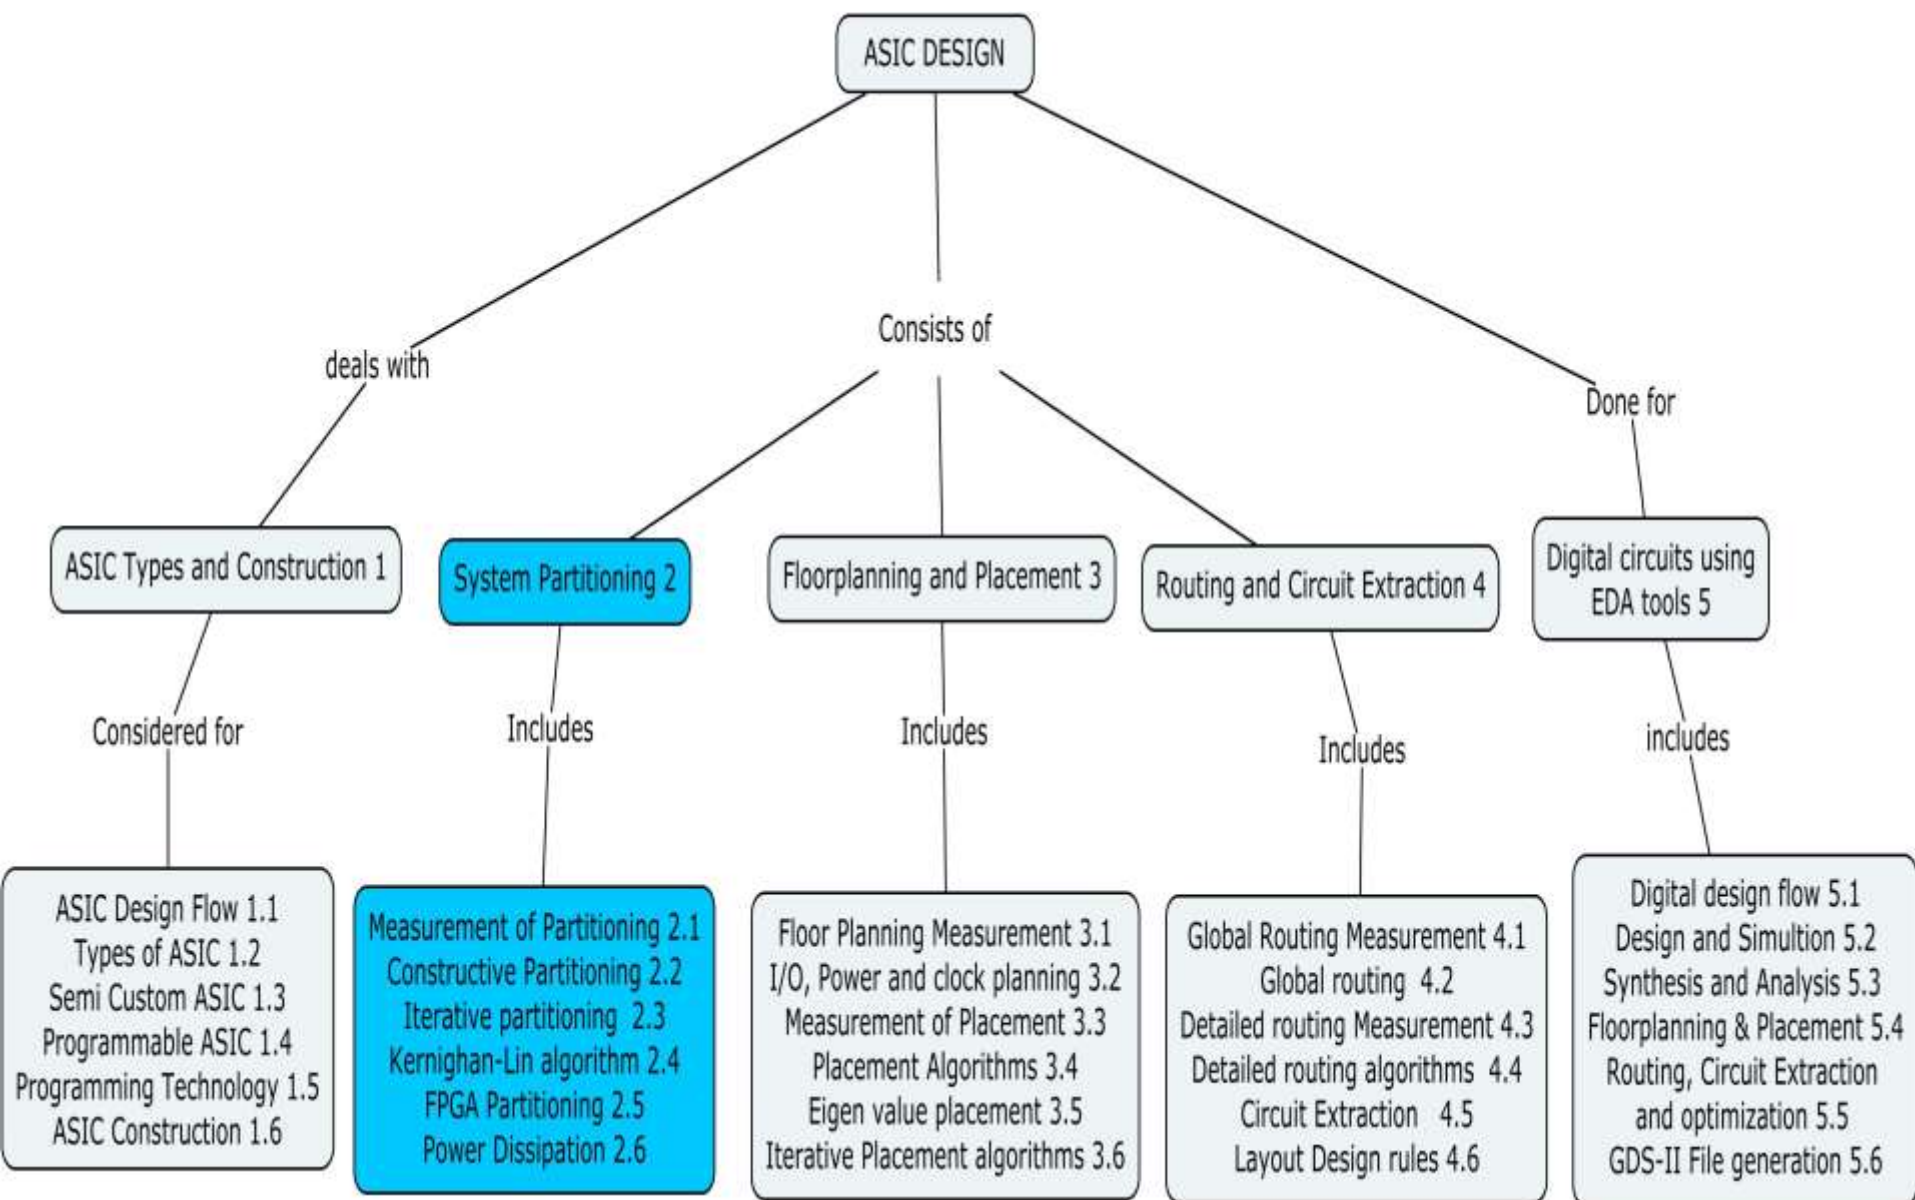 ASIC DESIGN
Consists of
deals with
Done for
ASIC Types and Construction 1
System Partitioning 2
Floorplanning and Placement 3
Routing and Circuit Extraction 4
Digital circuits using
EDA tools 5
Considered for
Includes
Includes
Includes
includes
ASIC Design Flow 1.1
Types of ASIC 1.2
Semi Custom ASIC 1.3
Programmable ASIC 1.4
Programming Technology 1.5
ASIC Construction 1.6
Measurement of Partitioning 2.1
Constructive Partitioning 2.2
Iterative partitioning 2.3
Kernighan-Lin algorithm 2.4
FPGA Partitioning 2.5
Power Dissipation 2.6
Floor Planning Measurement 3.1
I/O, Power and clock planning 3.2
Measurement of Placement 3.3
Placement Algorithms 3.4
Eigen value placement 3.5
Iterative Placement algorithms 3.6
Global Routing Measurement 4.1
Global routing 4.2
Detailed routing Measurement 4.3
Detailed routing algorithms 4.4
Circuit Extraction 4.5
Layout Design rules 4.6
Digital design flow 5.1
Design and Simultion 5.2
Synthesis and Analysis 5.3
Floorplanning & Placement 5.4
Routing, Circuit Extraction
and optimization 5.5
GDS-II File generation 5.6